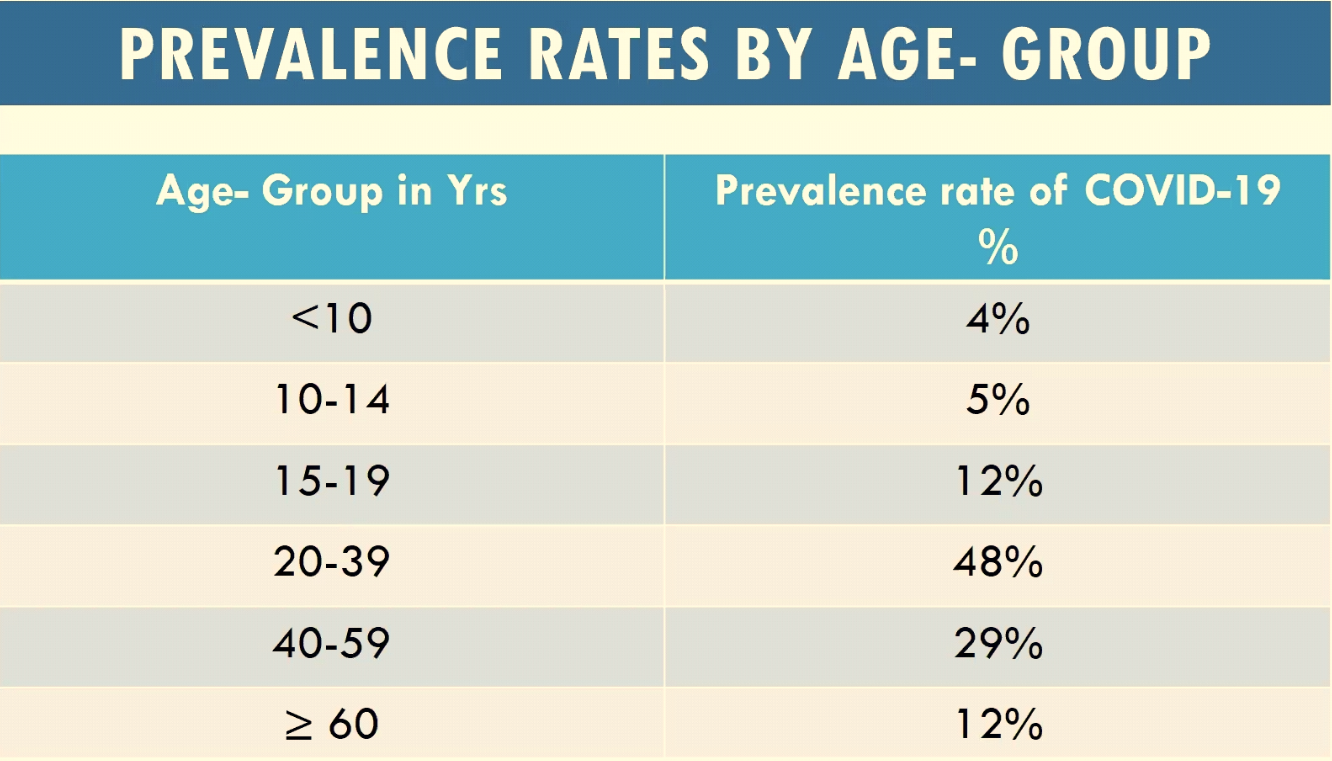 PREVALENCE RATES BY AGE- GROUP
Age- Group in Yrs
Prevalence rate of COVID-19
%
<10 4%
10-14 5%
15-19 12%
20-39 48%
40-59 29%
≥ 60 12%